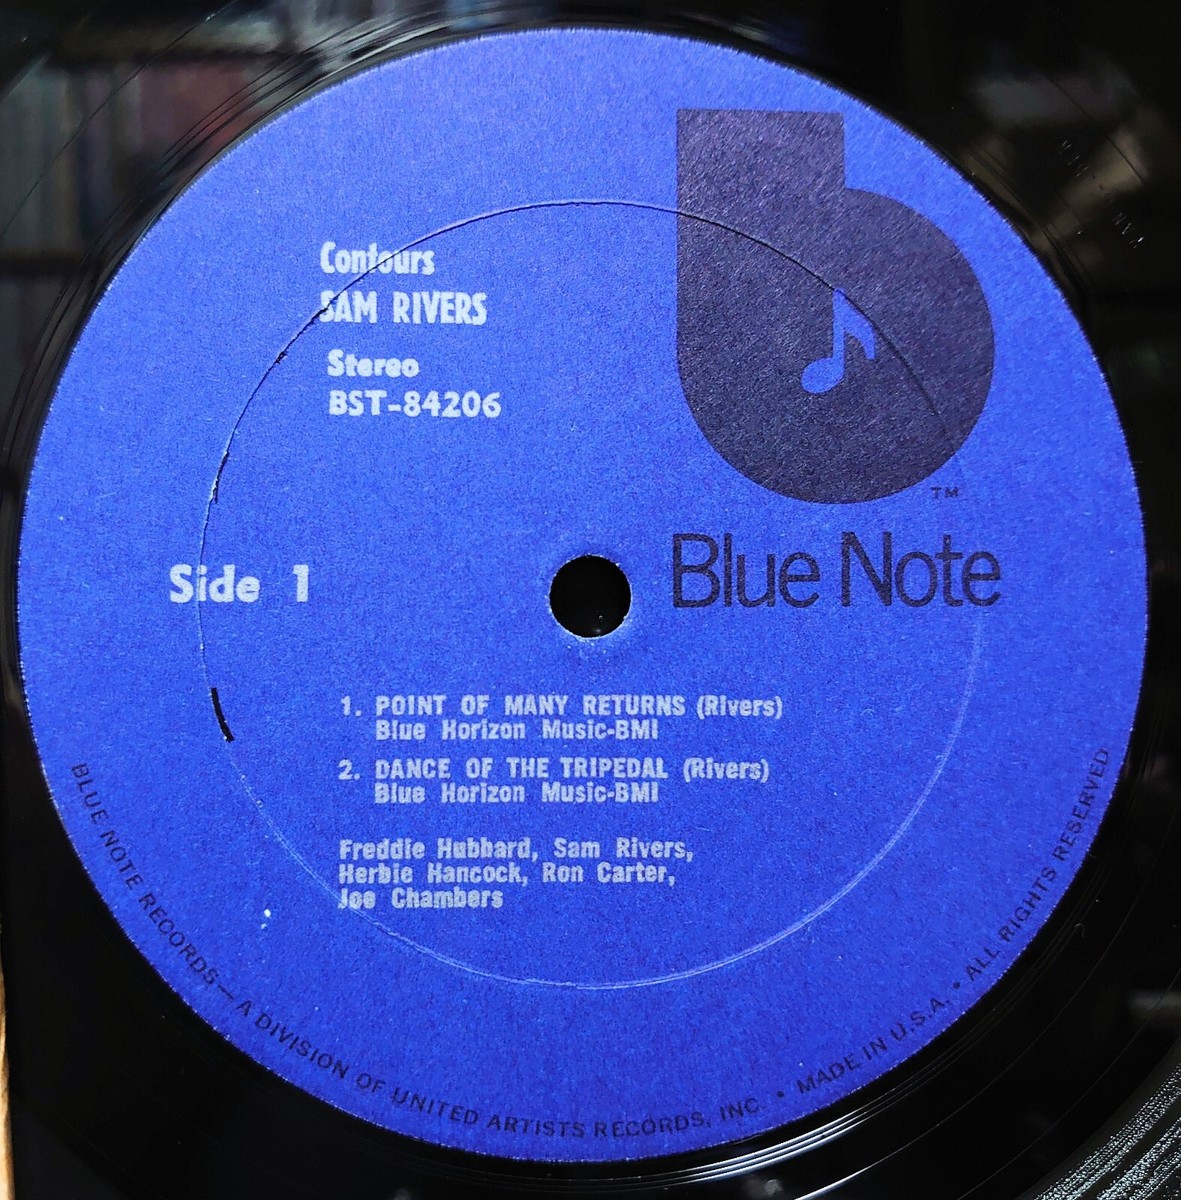 Contours
SAM RIVERS
Stereo
BST-84206
TM
Blue Note
Side 1
1. POINT OF MANY RETURNS (Rivers)
Blue Horizon Music-BMI
2. DANCE OF THE TRIPEDAL (Rivers)
Blue Horizon Music-BMI
Freddie Hubbard, Sam Rivers,
Herbie Hancock, Ron Carter,
Joe Chambers
BLUE NOTE RECORDS — A DIVISION OF UNITED ARTISTS RECORDS, INC. • MADE IN U.S.A. • ALL RIGHTS RESERVED